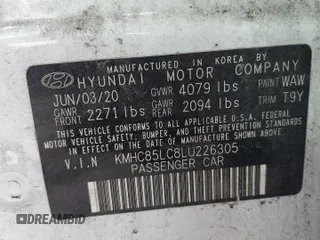 MANUFACTURED IN KOREA BY
HYUNDAI MOTOR COMPANY
JUN/03/20 GVWR 4079 lbs PAINT WAW
GAWR FRONT 2271 lbs GAWR REAR 2094 lbs TRIM T9Y
THIS VEHICLE CONFORMS TO ALL APPLICABLE U.S.
FEDERAL MOTOR VEHICLE SAFETY, BUMPER, AND THEFT PREVENTION
STANDARDS IN EFFECT ON THE DATE OF MANUFACTURE SHOWN ABOVE.
V.I.N KMHC85LC8LU226305
PASSENGER CAR
DREAMBID